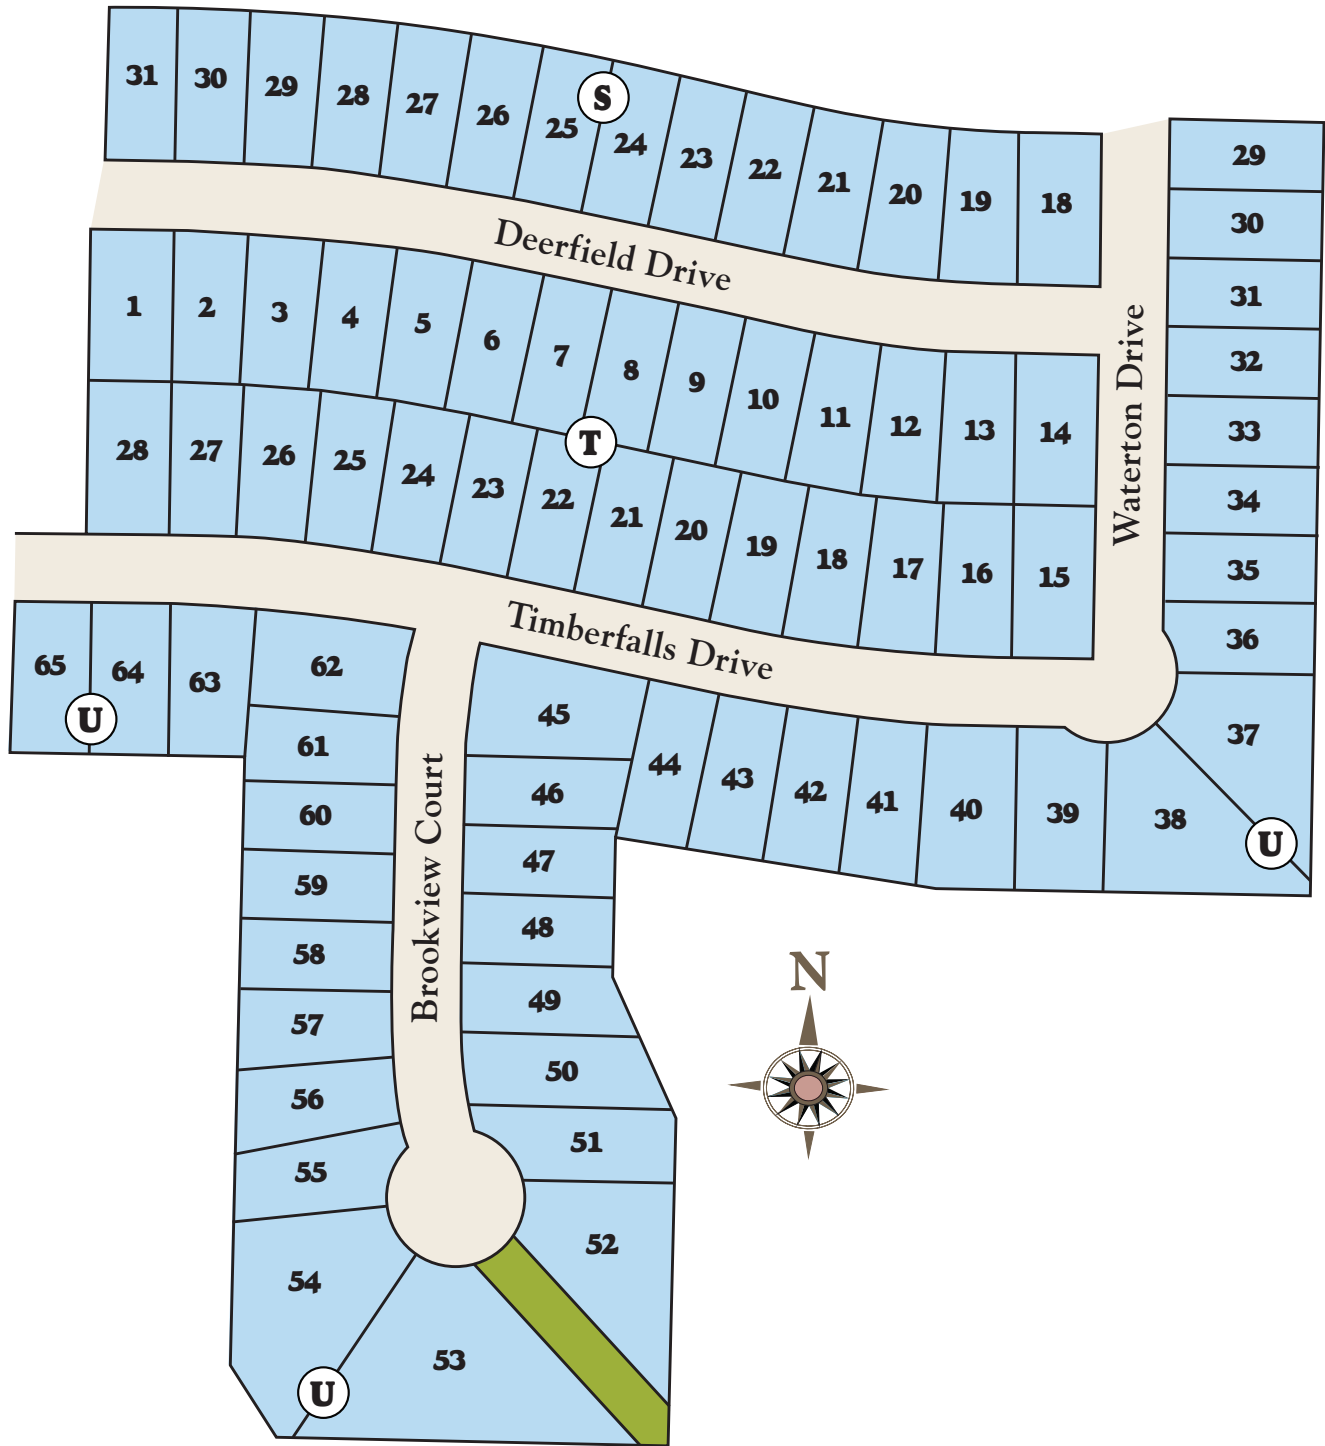 31 30 29 28 27 26 25 S 24 23 22 21 20 19 18
29
30
31
32
33
34
35
36
37
Deerfield Drive
Waterton Drive
1 2 3 4 5 6 7 8 9 10 11 12 13 14
T
28 27 26 25 24 23 22 21 20 19 18 17 16 15
Timberfalls Drive
65 64 63 62
U
61
60
59
58
57
56
55
54
Brookview Court
45
46
47
48
49
50
51
52
44 43 42 41 40 39 38
U
N
53
U